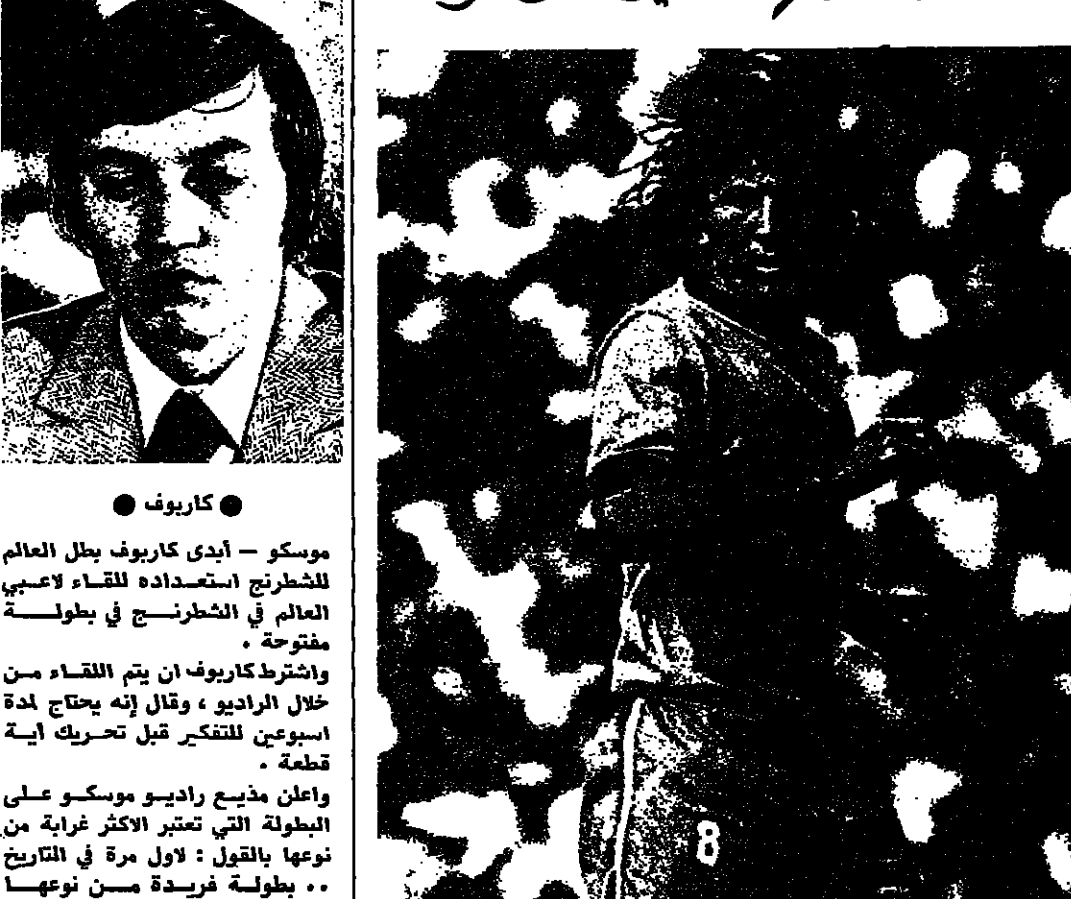 ● كاربوف ●
موسكو — أبدى كاربوف بطل العالم
للشطرنج استعداده للقاء لاعبي
العالم في الشطرنج في بطولة
مفتوحة .
واشترط كاربوف ان يتم اللقاء من
خلال الراديو ، وقال إنه يحتاج لمدة
اسبوعين للتفكير قبل تحريك أية
قطعة .
واعلن مذيع راديو موسكو على
البطولة التي تعتبر الاكثر غرابة من
نوعها بالقول : لاول مرة في التاريخ
.. بطولة فريدة من نوعها
8